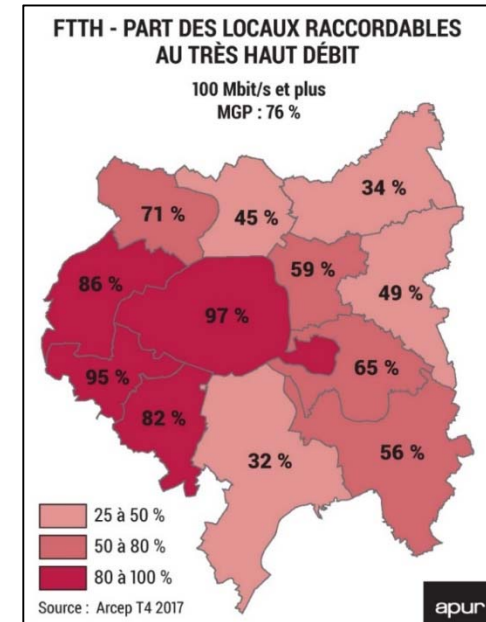 FTTH - PART DES LOCAUX RACCORDABLES
AU TRÈS HAUT DÉBIT
100 Mbit/s et plus
MGP : 76 %
34 %
71 %
45 %
59 %
86 %
49 %
97 %
65 %
95 %
82 %
56 %
32 %
25 à 50 %
50 à 80 %
80 à 100 %
Source : Arcep T4 2017
apur